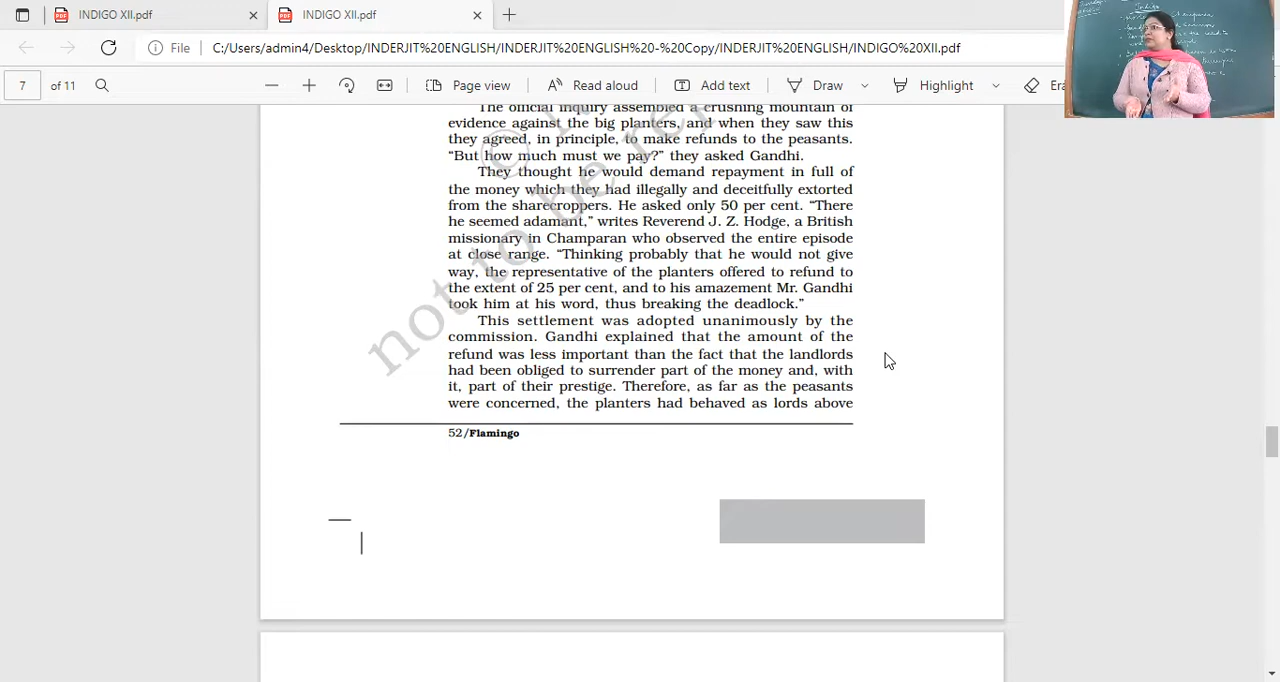 INDIGO XII.pdf
INDIGO XII.pdf
File C:/Users/admin4/Desktop/INDERJIT%20ENGLISH/INDERJIT%20ENGLISH%20-%20Copy/INDERJIT%20ENGLISH/INDIGO%20XII.pdf
7 of 11 Page view Read aloud Add text Draw Highlight Era
The official inquiry assembled a crushing mountain of
evidence against the big planters, and when they saw this
they agreed, in principle, to make refunds to the peasants.
“But how much must we pay?” they asked Gandhi.
They thought he would demand repayment in full of
the money which they had illegally and deceitfully extorted
from the sharecroppers. He asked only 50 per cent. “There
he seemed adamant,” writes Reverend J. Z. Hodge, a British
missionary in Champaran who observed the entire episode
at close range. “Thinking probably that he would not give
way, the representative of the planters offered to refund to
the extent of 25 per cent, and to his amazement Mr. Gandhi
took him at his word, thus breaking the deadlock.”
This settlement was adopted unanimously by the
commission. Gandhi explained that the amount of the
refund was less important than the fact that the landlords
had been obliged to surrender part of the money and, with
it, part of their prestige. Therefore, as far as the peasants
were concerned, the planters had behaved as lords above
52/Flamingo
©
not to be re
Indigo